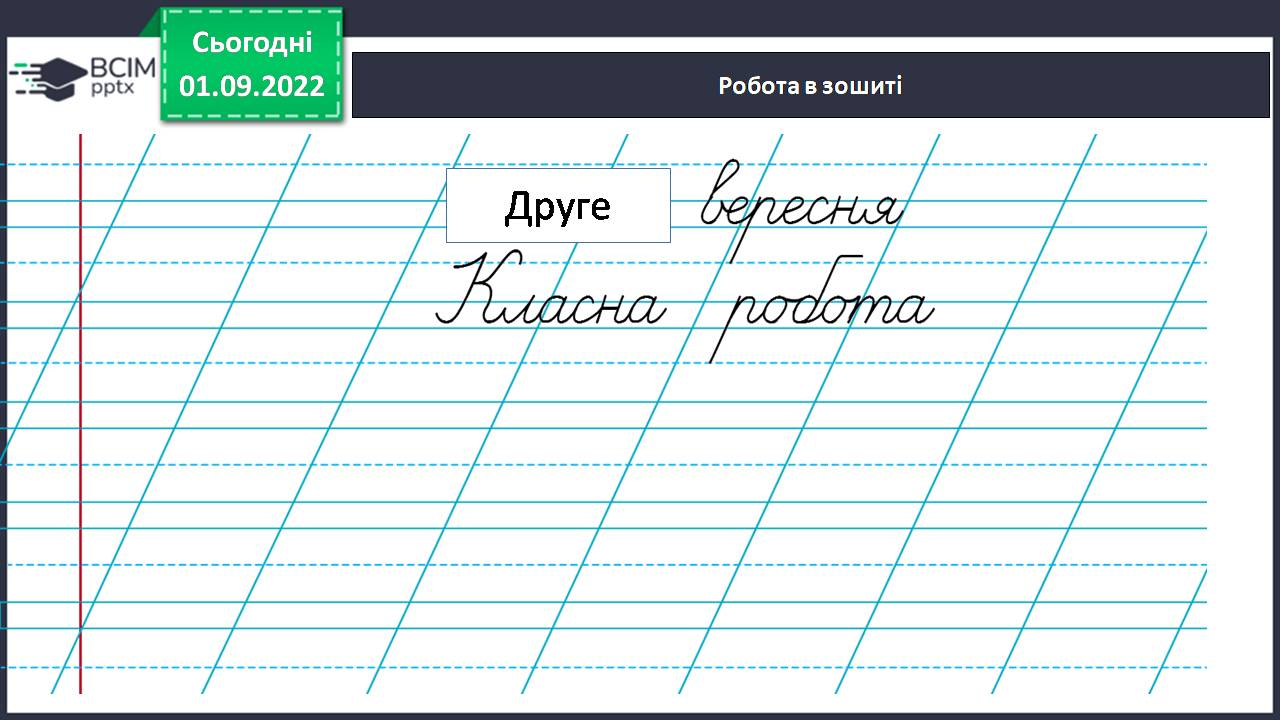 Сьогодні
01.09.2022
ВСІМ
pptx
Робота в зошиті
Друге вересня
Класна робота